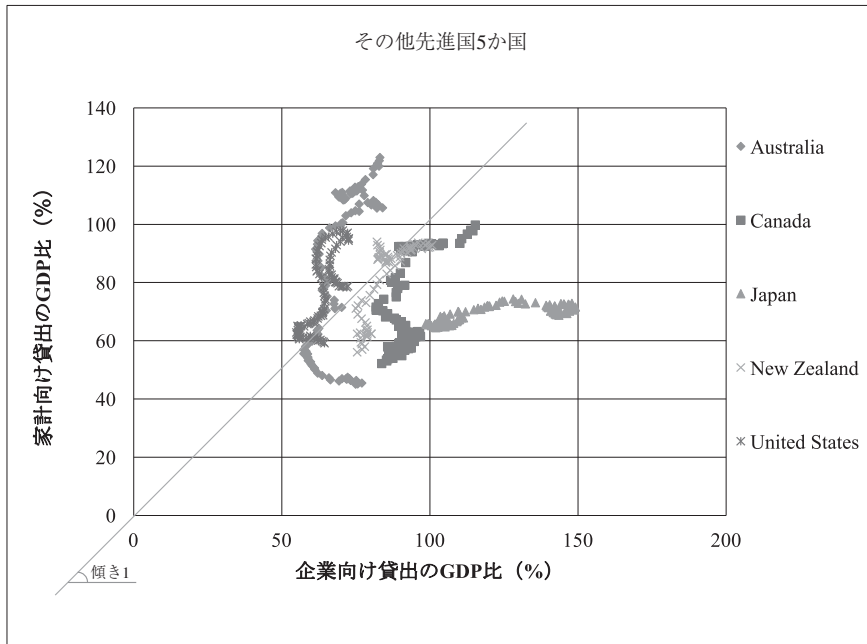 その他先進国5か国
140
120
100
80
60
40
20
0
家計向け貸出のGDP比（%）
0 50 100 150 200
企業向け貸出のGDP比（%）
傾き1
Australia
Canada
Japan
New Zealand
United States